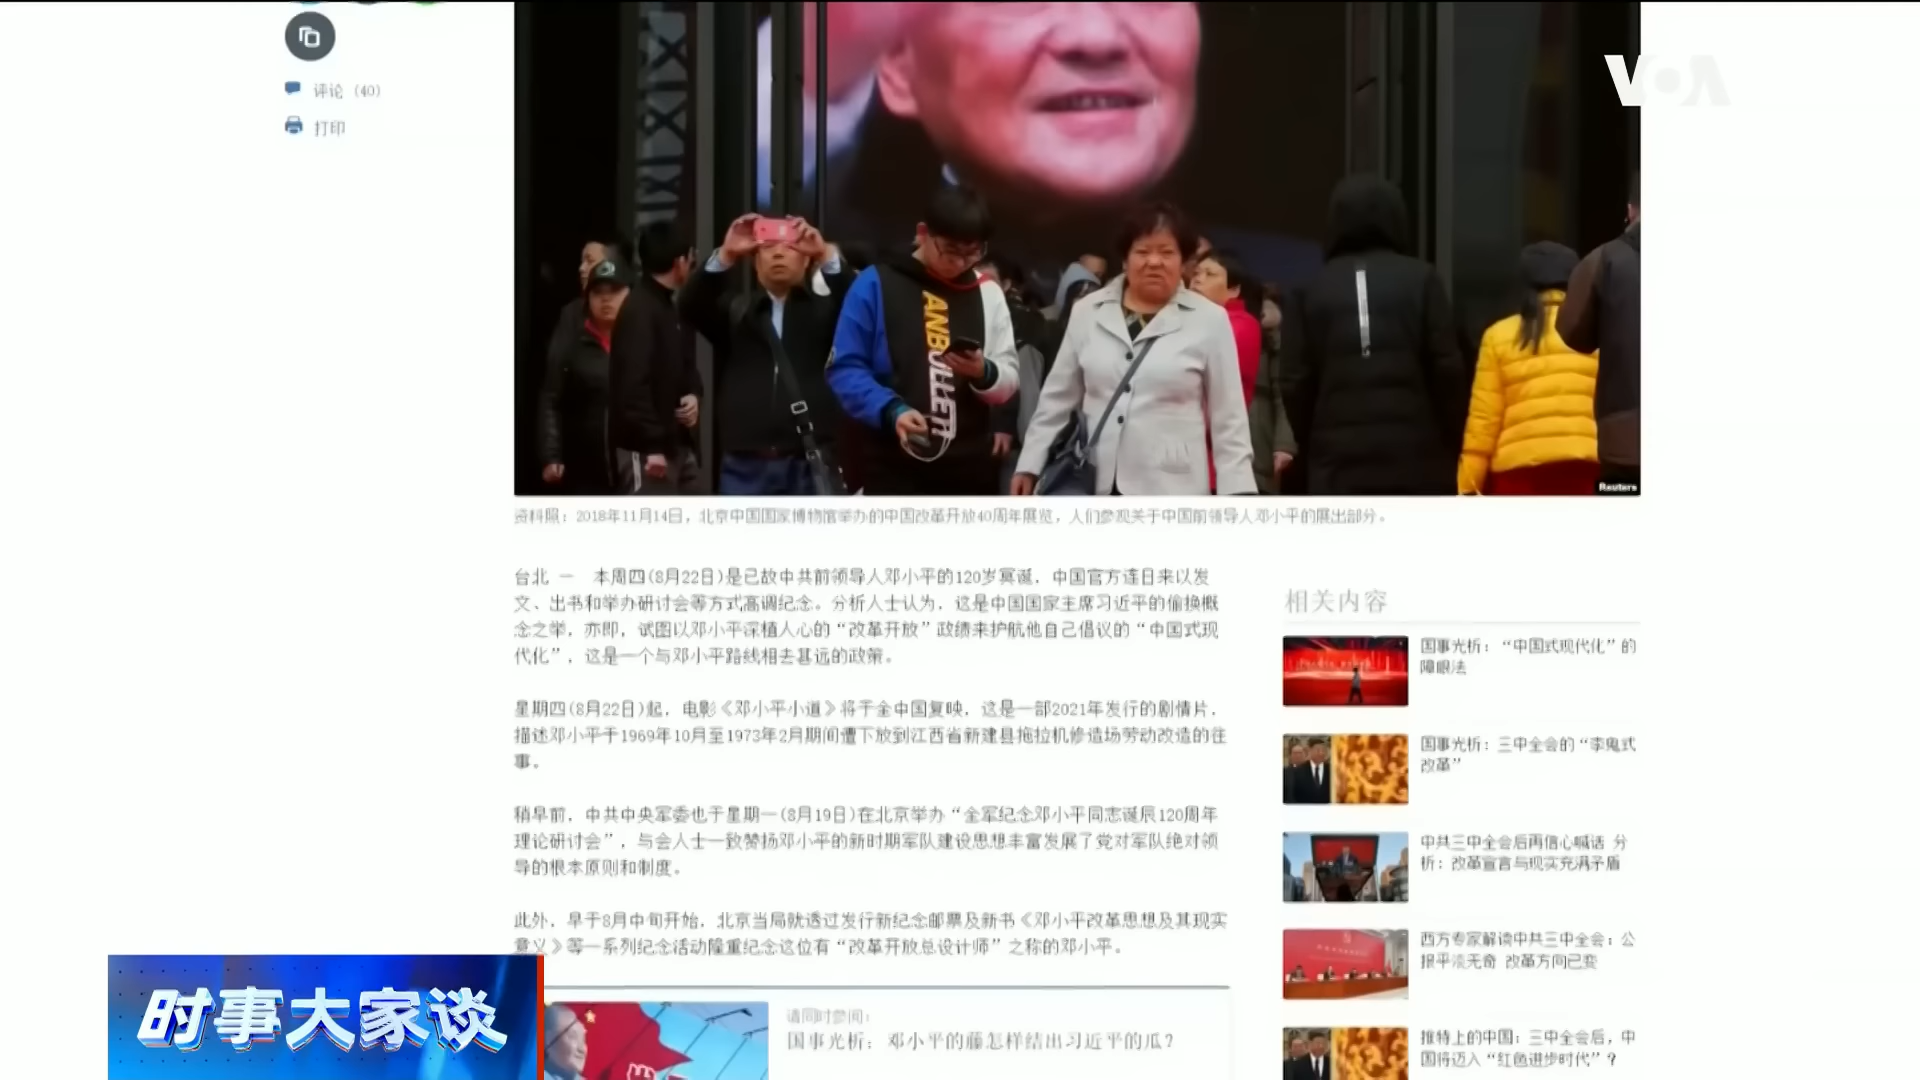 评论 (40)
打印
VOA
ANBULLET
Reuters
资料照：2018年11月14日，北京中国国家博物馆举办的中国改革开放40周年展览，人们参观关于中国前领导人邓小平的展出部分。
台北 — 本周四(8月22日)是已故中共前领导人邓小平的120岁冥诞，中国官方连日来以发
文、出书和举办研讨会等方式高调纪念。分析人士认为，这是中国国家主席习近平的偷换概
念之举，亦即，试图以邓小平深植人心的“改革开放”政绩来护航他自己倡议的“中国式现
代化”，这是一个与邓小平路线相去甚远的政策。
星期四(8月22日)起，电影《邓小平小道》将于全中国复映，这是一部2021年发行的剧情片，
描述邓小平于1969年10月至1973年2月期间遭下放到江西省新建县拖拉机修造场劳动改造的往
事。
稍早前，中共中央军委也于星期一(8月19日)在北京举办“全军纪念邓小平同志诞辰120周年
理论研讨会”，与会人士一致赞扬邓小平的新时期军队建设思想丰富发展了党对军队绝对领
导的根本原则和制度。
此外，早于8月中旬开始，北京当局就透过发行新纪念邮票及新书《邓小平改革思想及其现实
意义》等一系列纪念活动隆重纪念这位有“改革开放总设计师”之称的邓小平。
请同时参阅：
国事光析：邓小平的藤怎样结出习近平的瓜？
相关内容
国事光析：“中国式现代化”的
障眼法
国事光析：三中全会的“李鬼式
改革”
中共三中全会后再信心喊话 分
析：改革宣言与现实充满矛盾
西方专家解读中共三中全会：公
报平淡无奇 改革方向已变
推特上的中国：三中全会后，中
国将迈入“红色进步时代”？
时事大家谈